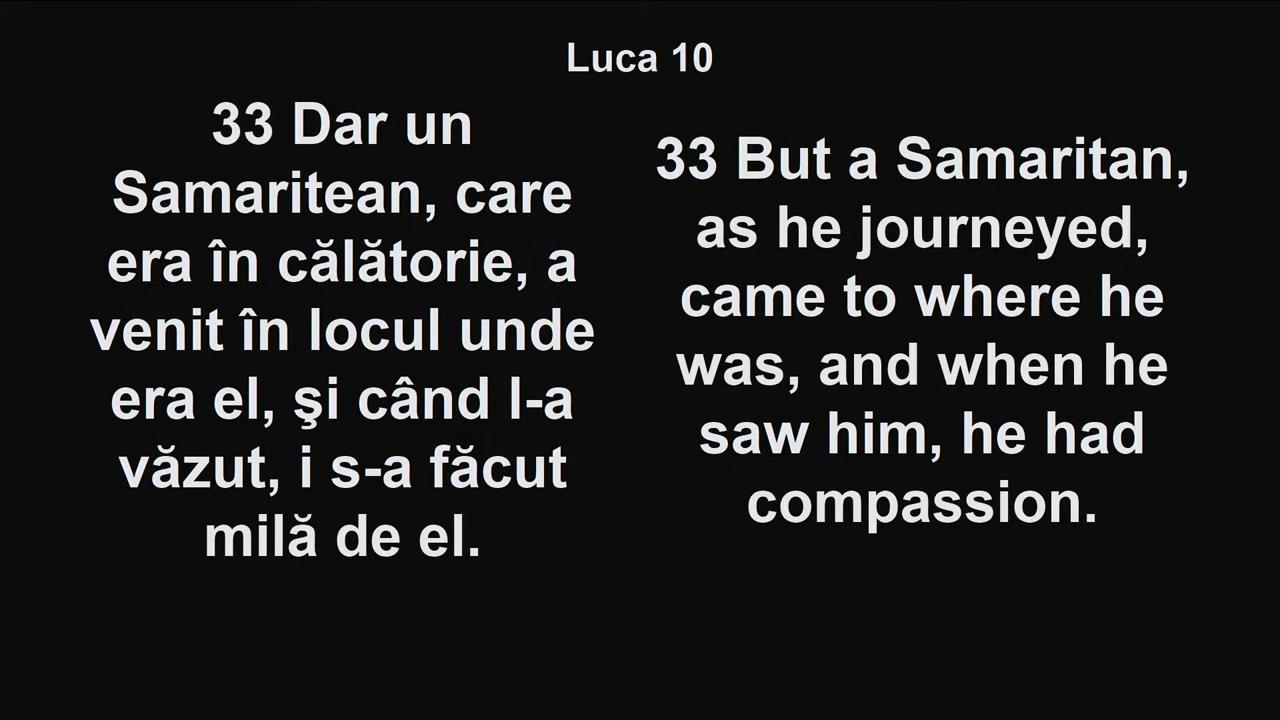 Luca 10
33 Dar un
Samaritean, care
era în călătorie, a
venit în locul unde
era el, şi când l-a
văzut, i s-a făcut
milă de el.
33 But a Samaritan,
as he journeyed,
came to where he
was, and when he
saw him, he had
compassion.